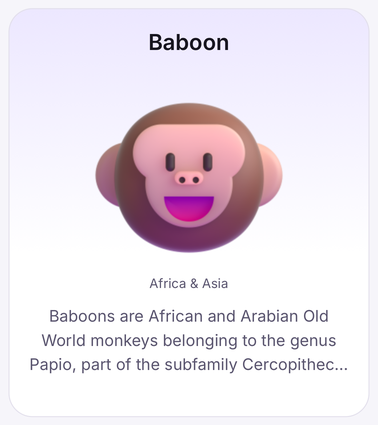 Baboon
Africa & Asia
Baboons are African and Arabian Old
World monkeys belonging to the genus
Papio, part of the subfamily Cercopithec...